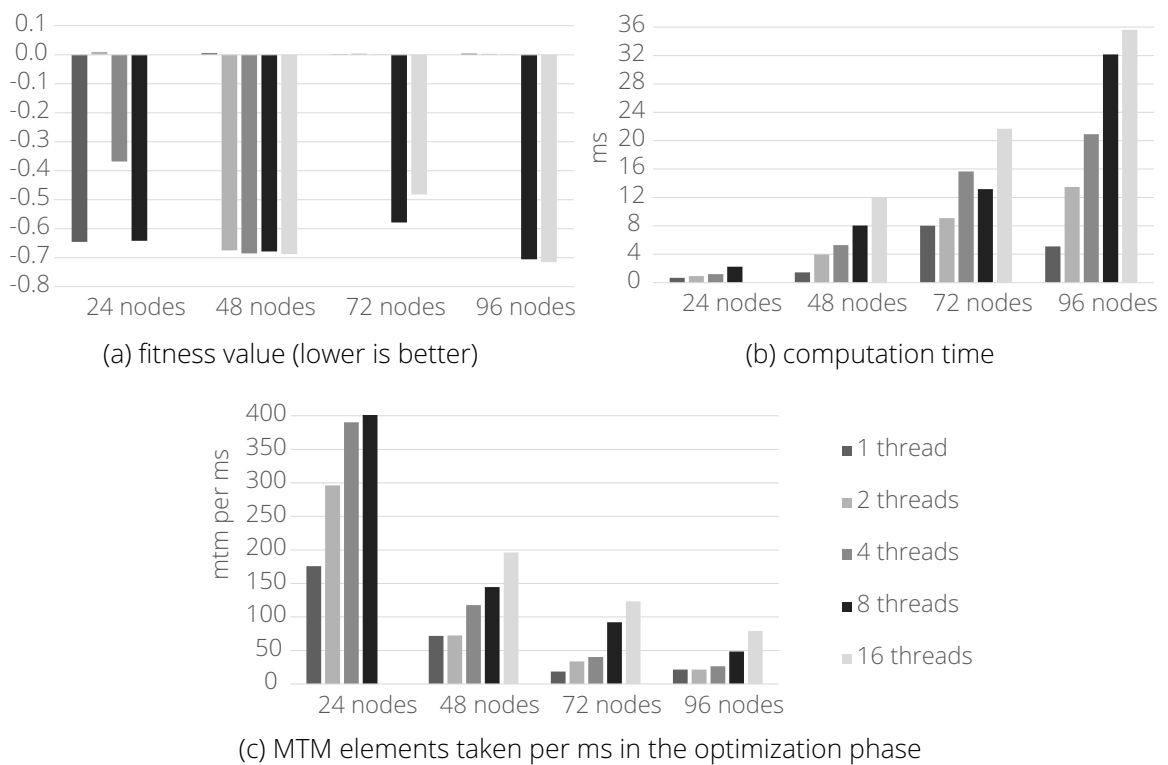 0.1
0.0
-0.1
-0.2
-0.3
-0.4
-0.5
-0.6
-0.7
-0.8
24 nodes 48 nodes 72 nodes 96 nodes
(a) fitness value (lower is better)
36
32
28
24
20
16
12
8
4
0
ms
24 nodes 48 nodes 72 nodes 96 nodes
(b) computation time
400
350
300
250
200
150
100
50
0
mtm per ms
24 nodes 48 nodes 72 nodes 96 nodes
1 thread
2 threads
4 threads
8 threads
16 threads
(c) MTM elements taken per ms in the optimization phase